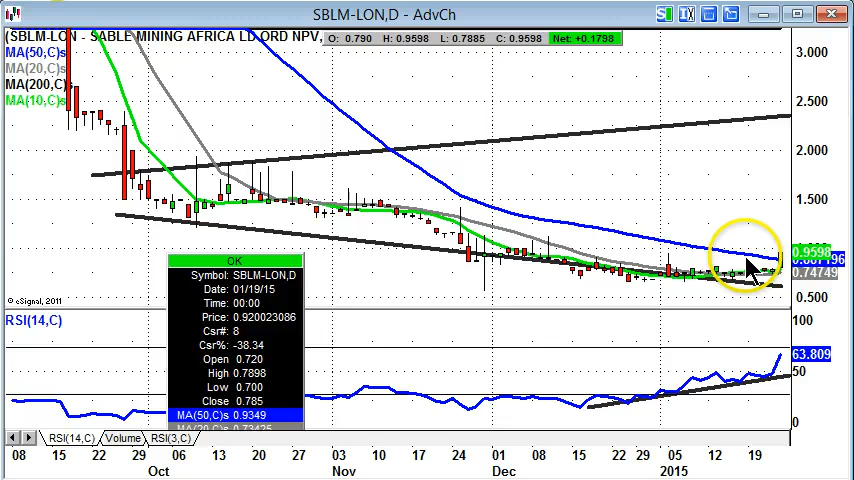 SBLM-LON,D - AdvCh
(SBLM-LON - SABLE MINING AFRICA LD ORD NPV,
O: 0.790 H: 0.9598 L: 0.7885 C: 0.9598 Net: +0.1798
MA(50,C)s
MA(20,C)s
MA(200,C)s
MA(10,C)s
3.000
2.500
2.000
1.500
0.9598
0.74749
0.500
© eSignal, 2011
OK
Symbol: SBLM-LON,D
Date: 01/19/15
Time: 00:00
Price: 0.920023086
Csr#: 8
Csr%: -38.34
Open 0.720
High 0.7898
Low 0.700
Close 0.785
MA(50,C)s 0.9349
MA(20,C)s 0.73425
RSI(14,C)
100
63.809
50
0
RSI(14,C) Volume RSI(3,C)
08 15 22 29 06 13 20 27 03 10 17 24 01 08 15 22 29 05 12 19
Oct Nov Dec 2015